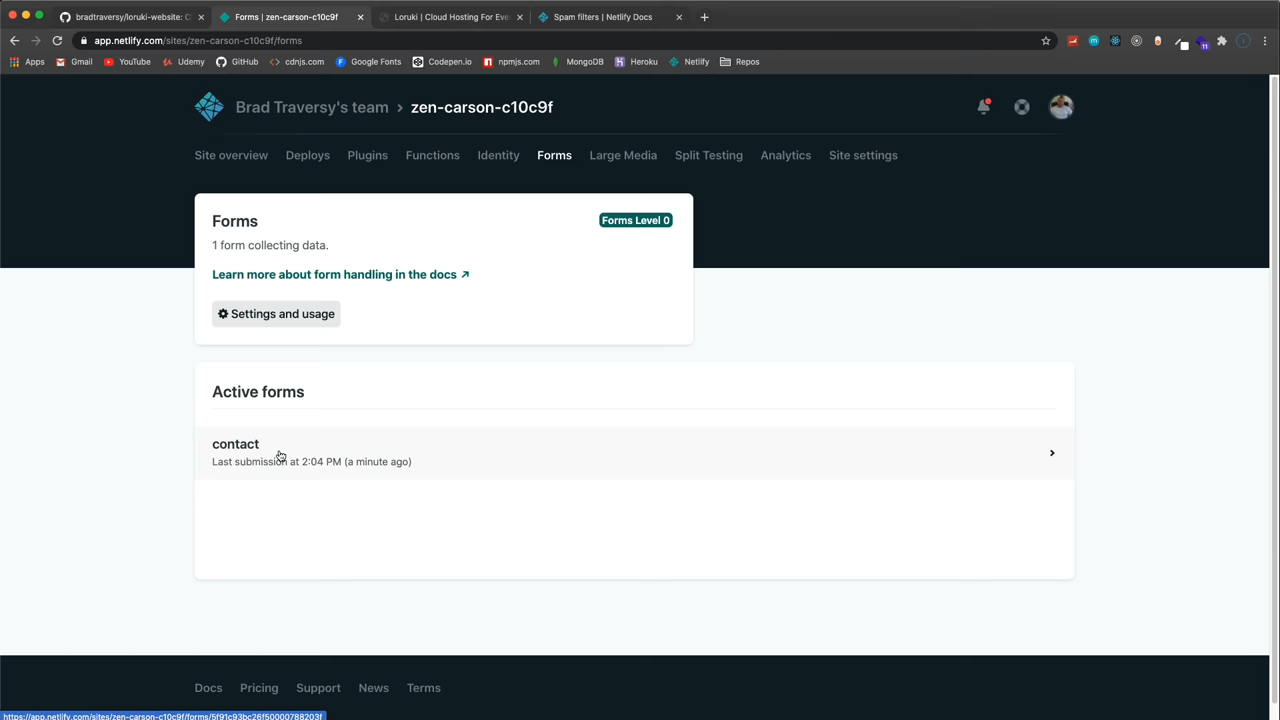 bradtraversy/loruki-website: C
Forms | zen-carson-c10c9f
Loruki | Cloud Hosting For Eve
Spam filters | Netlify Docs
app.netlify.com/sites/zen-carson-c10c9f/forms
Apps Gmail YouTube Udemy GitHub cdnjs.com Google Fonts Codepen.io npmjs.com MongoDB Heroku Netlify Repos
11
Brad Traversy's team > zen-carson-c10c9f
Site overview Deploys Plugins Functions Identity Forms Large Media Split Testing Analytics Site settings
Forms
Forms Level 0
1 form collecting data.
Learn more about form handling in the docs ↗
Settings and usage
Active forms
contact
Last submission at 2:04 PM (a minute ago)
Docs Pricing Support News Terms
https://app.netlify.com/sites/zen-carson-c10c9f/forms/5f91c93bc26f50000788203f